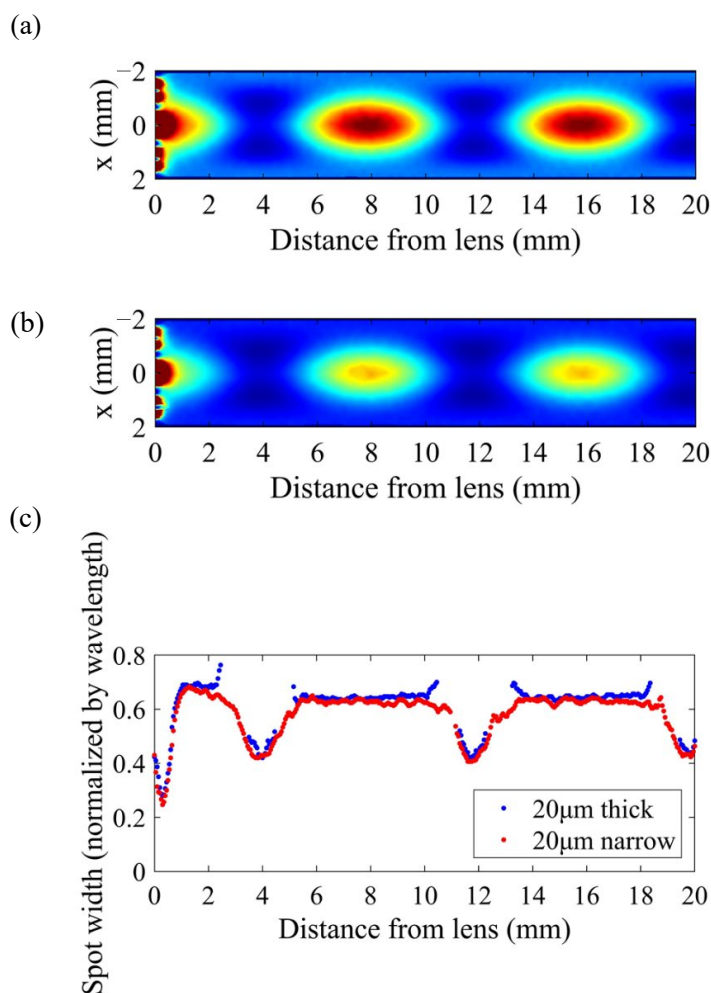 (a)
−2
0
2
x (mm)
0 2 4 6 8 10 12 14 16 18 20
Distance from lens (mm)
(b)
−2
0
2
x (mm)
0 2 4 6 8 10 12 14 16 18 20
Distance from lens (mm)
(c)
Spot width (normalized by wavelength)
0.8
0.6
0.4
0.2
0
20μm thick
20μm narrow
0 2 4 6 8 10 12 14 16 18 20
Distance from lens (mm)